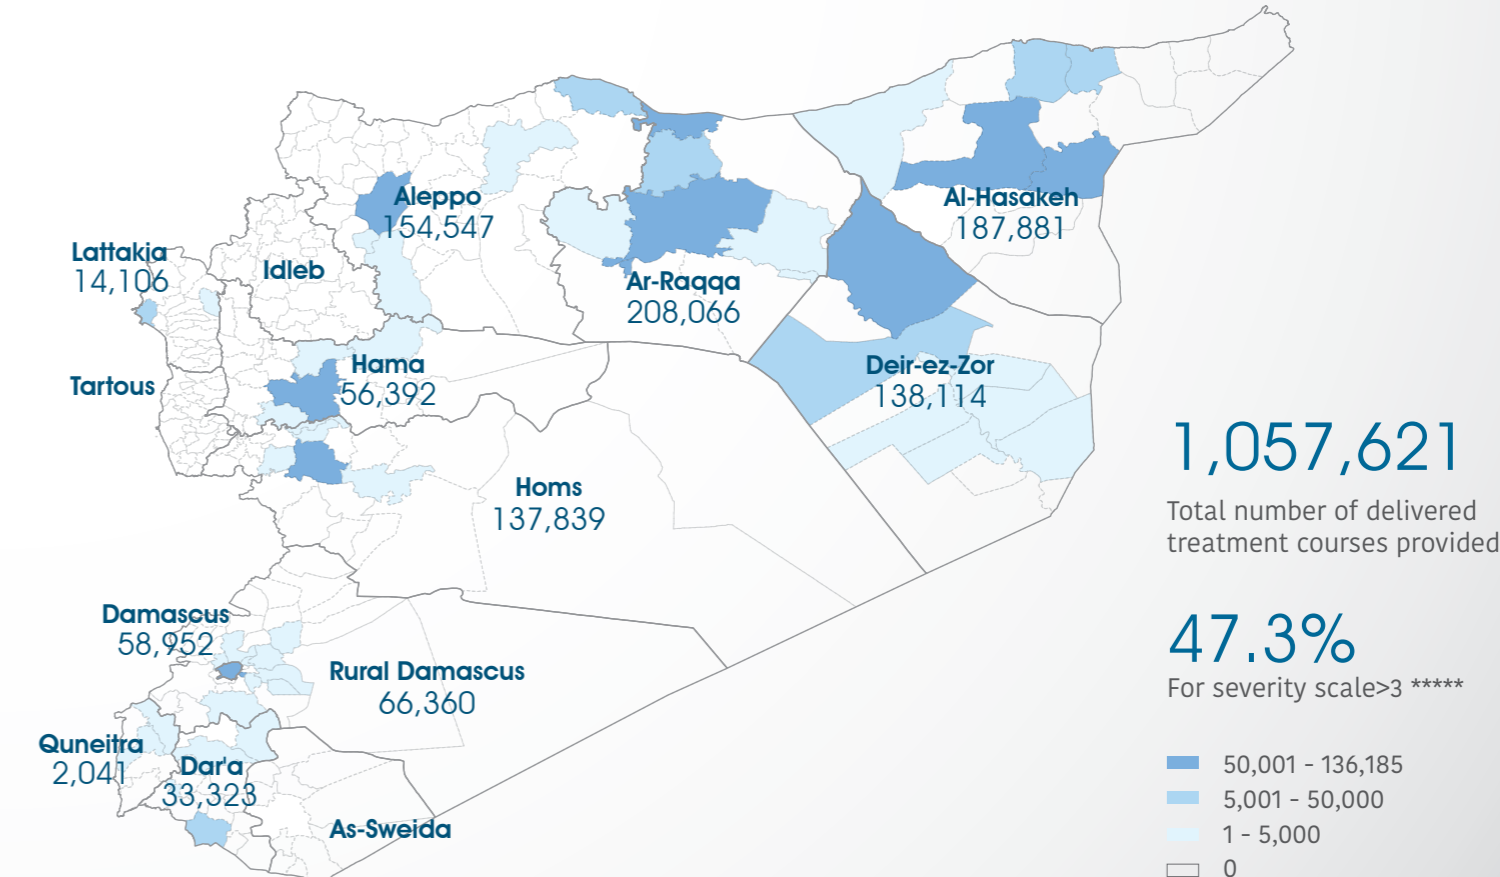 Aleppo
154,547
Al-Hasakeh
187,881
Lattakia
14,106
Idleb
Ar-Raqqa
208,066
Tartous
Hama
56,392
Deir-ez-Zor
138,114
Homs
137,839
Damascus
58,952
Rural Damascus
66,360
Quneitra
2,041
Dar'a
33,323
As-Sweida
1,057,621
Total number of delivered
treatment courses provided
47.3%
For severity scale>3 *****
50,001 - 136,185
5,001 - 50,000
1 - 5,000
0